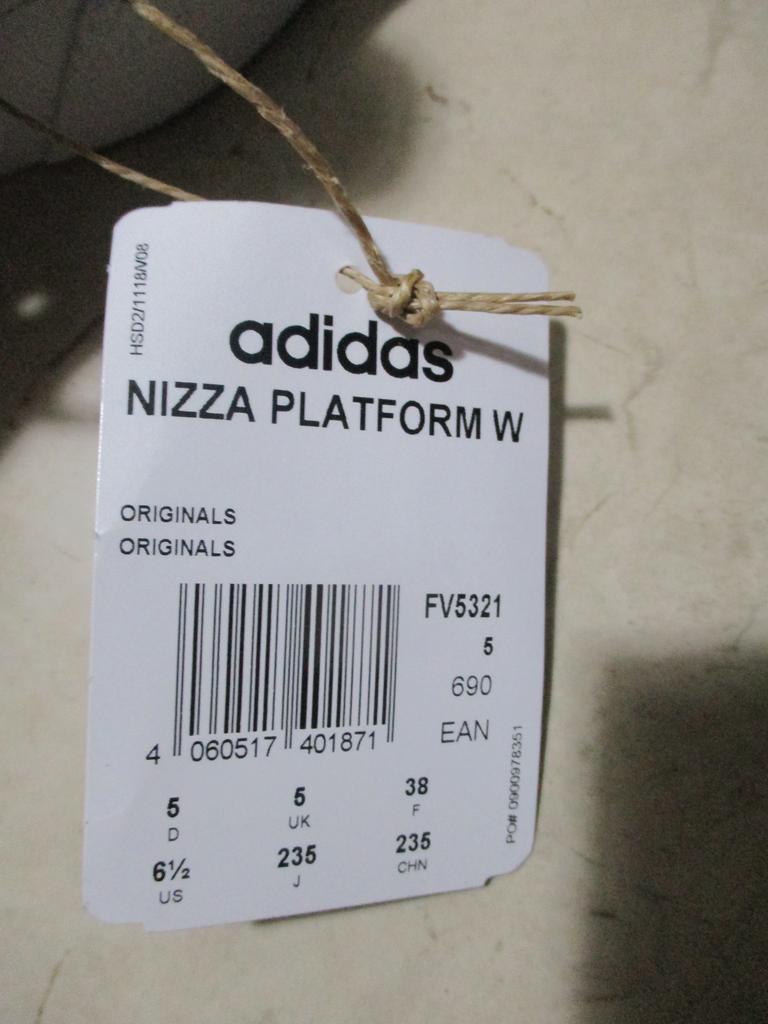 HSD2/1118/V08
adidas
NIZZA PLATFORM W
ORIGINALS
ORIGINALS
FV5321
5
690
EAN
4 060517 401871
PO# 0900978351
5 5 38
D UK F
6½ 235 235
US J CHN